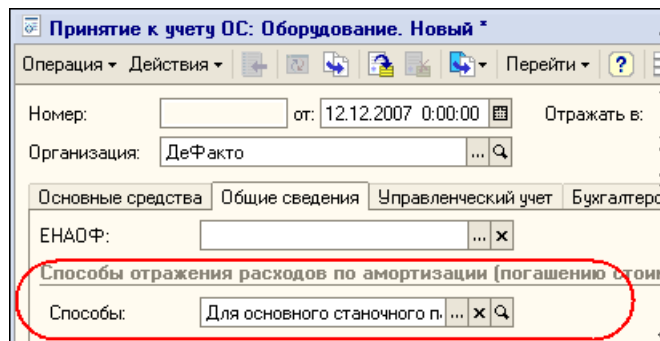 Принятие к учету ОС: Оборудование. Новый *
Операция Действия Перейти ?
Номер: от: 12.12.2007 0:00:00 Отражать в:
Организация: ДеФакто ...
Основные средства Общие сведения Управленческий учет Бухгалтерс
ЕНАОФ: ... x
Способы отражения расходов по амортизации (погашению стоим
Способы: Для основного станочного п. ... x